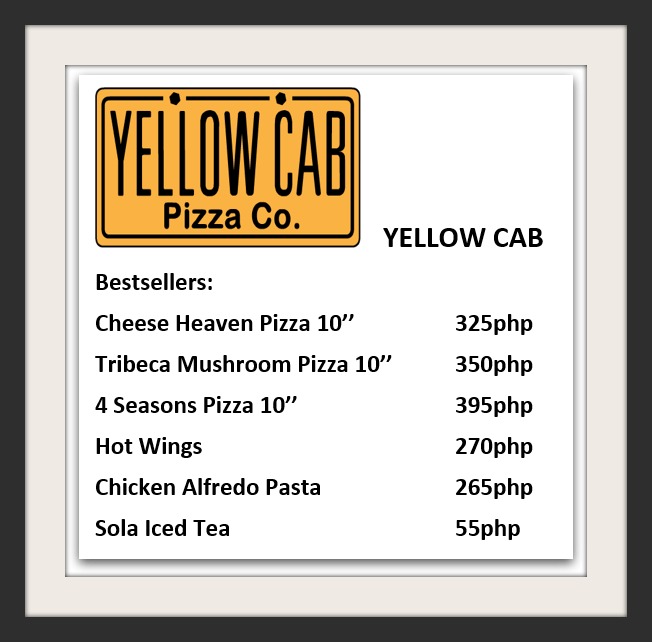 YELLOW CAB
Pizza Co.
YELLOW CAB
Bestsellers:
Cheese Heaven Pizza 10’’ 325php
Tribeca Mushroom Pizza 10’’ 350php
4 Seasons Pizza 10’’ 395php
Hot Wings 270php
Chicken Alfredo Pasta 265php
Sola Iced Tea 55php